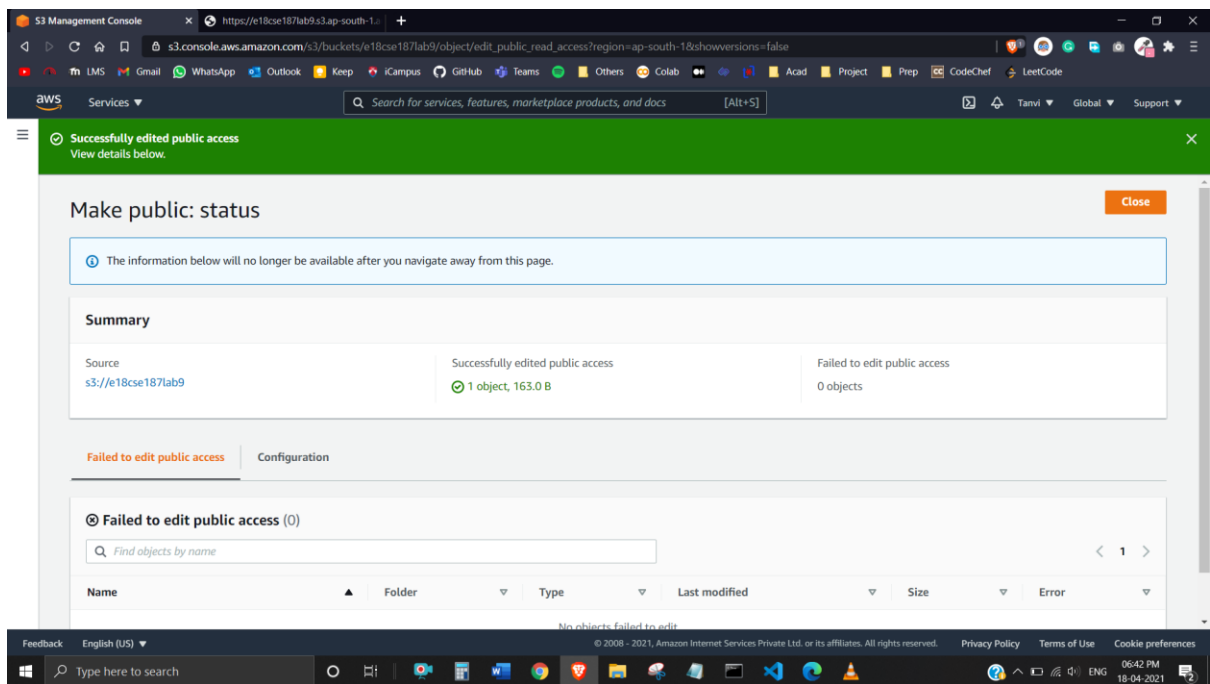 S3 Management Console
https://e18cse187lab9.s3.ap-south-1.a
s3.console.aws.amazon.com/s3/buckets/e18cse187lab9/object/edit_public_read_access?region=ap-south-1&showversions=false
LMS Gmail WhatsApp Outlook Keep iCampus GitHub Teams Others Colab Acad Project Prep CC CodeChef LeetCode
aws Services ▼ Search for services, features, marketplace products, and docs [Alt+S] Tanvi ▼ Global ▼ Support ▼
Successfully edited public access
View details below.
Make public: status
Close
The information below will no longer be available after you navigate away from this page.
Summary
Source Successfully edited public access Failed to edit public access
s3://e18cse187lab9 1 object, 163.0 B 0 objects
Failed to edit public access Configuration
Failed to edit public access (0)
Find objects by name
1
Name Folder Type Last modified Size Error
No objects failed to edit
Feedback English (US) ▼ © 2008 - 2021, Amazon Internet Services Private Ltd. or its affiliates. All rights reserved. Privacy Policy Terms of Use Cookie preferences
Type here to search ENG 06:42 PM
18-04-2021